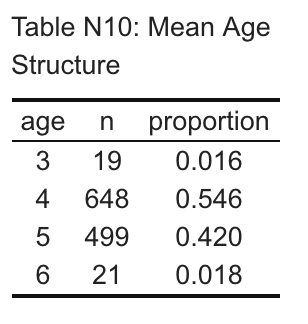 Table N10: Mean Age
Structure
age n proportion
3 19 0.016
4 648 0.546
5 499 0.420
6 21 0.018